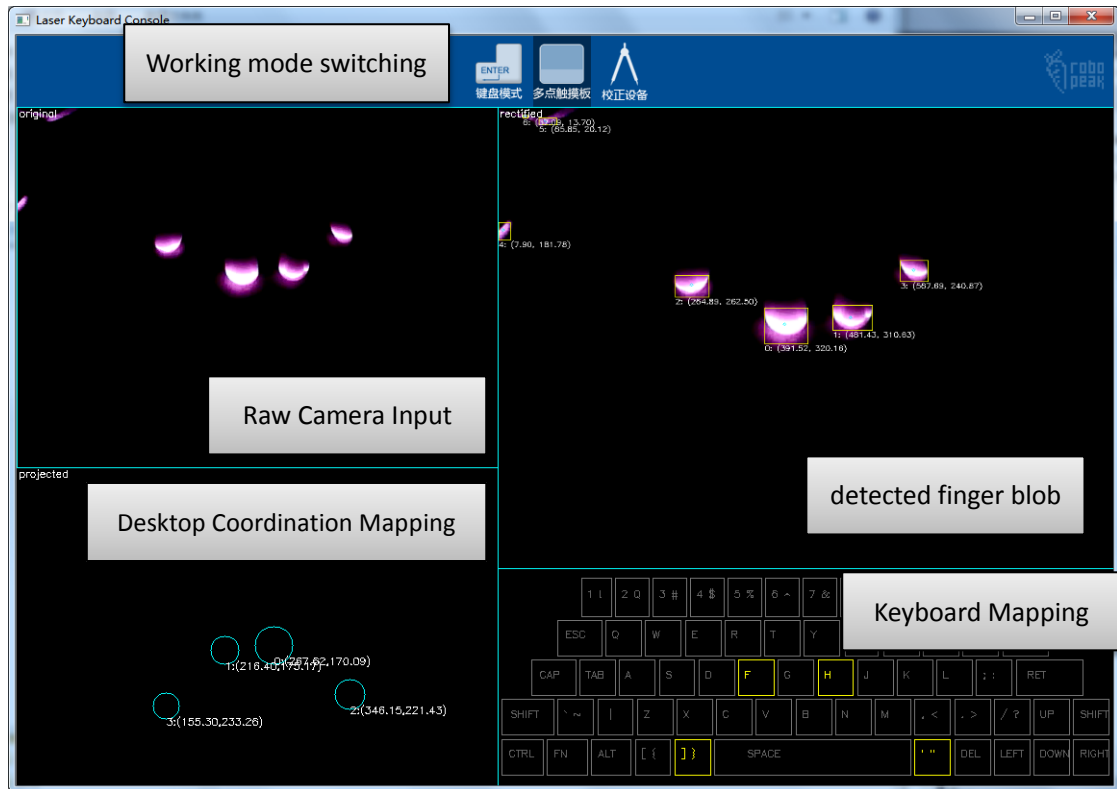 Laser Keyboard Console
Working mode switching
ENTER
键盘模式 多点触摸板 校正设备
robo
peak
original
Raw Camera Input
rectified
5: (65.85, 20.12)
4: (7.90, 181.78)
2: (264.89, 262.50)
3: (567.69, 240.87)
0: (391.52, 320.16)
1: (461.43, 310.63)
detected finger blob
projected
Desktop Coordination Mapping
1:(216.40,175.17)
0:(267.62,170.09)
3:(155.30,233.26)
2:(346.15,221.43)
Keyboard Mapping
1 ! 2 @ 3 # 4 $ 5 % 6 ^ 7 &
ESC Q W E R T Y
CAP TAB A S D F G H J K L ; : RET
SHIFT ` ~ | Z X C V B N M , < . > / ? UP SHIFT
CTRL FN ALT [ { ] } SPACE ' " DEL LEFT DOWN RIGHT